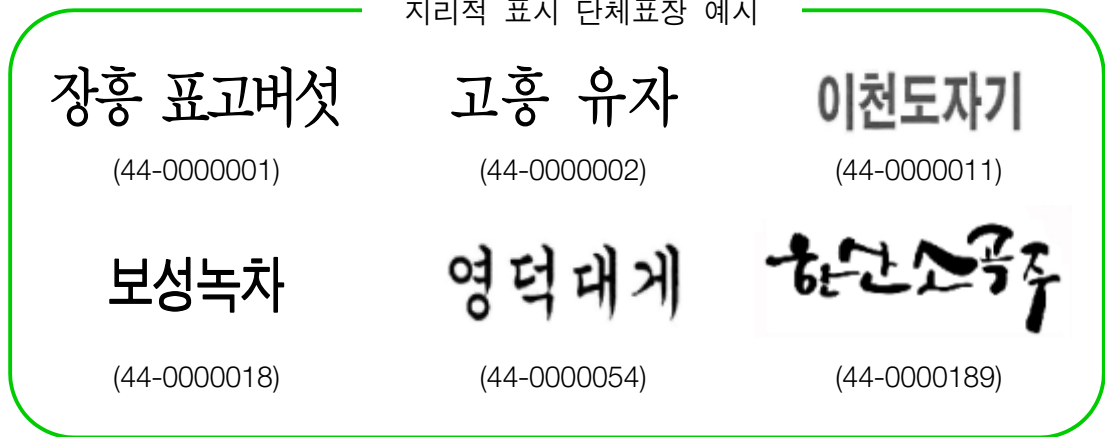 지리적 표시 단체표장 예시
장흥 표고버섯 고흥 유자 이천도자기
(44-0000001) (44-0000002) (44-0000011)
보성녹차 영덕대게 한산소곡주
(44-0000018) (44-0000054) (44-0000189)